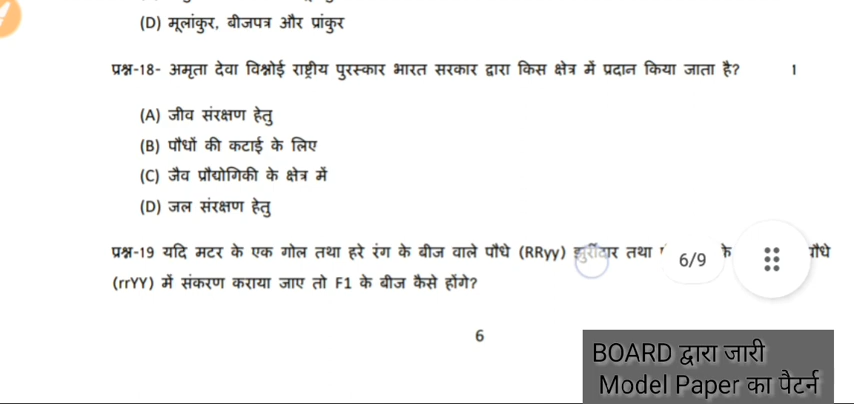 (D) मूलांकुर, बीजपत्र और प्रांकुर
प्रश्न-18- अमृता देवा विश्नोई राष्ट्रीय पुरस्कार भारत सरकार द्वारा किस क्षेत्र में प्रदान किया जाता है? 1
(A) जीव संरक्षण हेतु
(B) पौधों की कटाई के लिए
(C) जैव प्रौद्योगिकी के क्षेत्र में
(D) जल संरक्षण हेतु
प्रश्न-19 यदि मटर के एक गोल तथा हरे रंग के बीज वाले पौधे (RRyy) झुर्रीदार तथा 6/9 पौधे
(rrYY) में संकरण कराया जाए तो F1 के बीज कैसे होंगे?
6
BOARD द्वारा जारी
Model Paper का पैटर्न